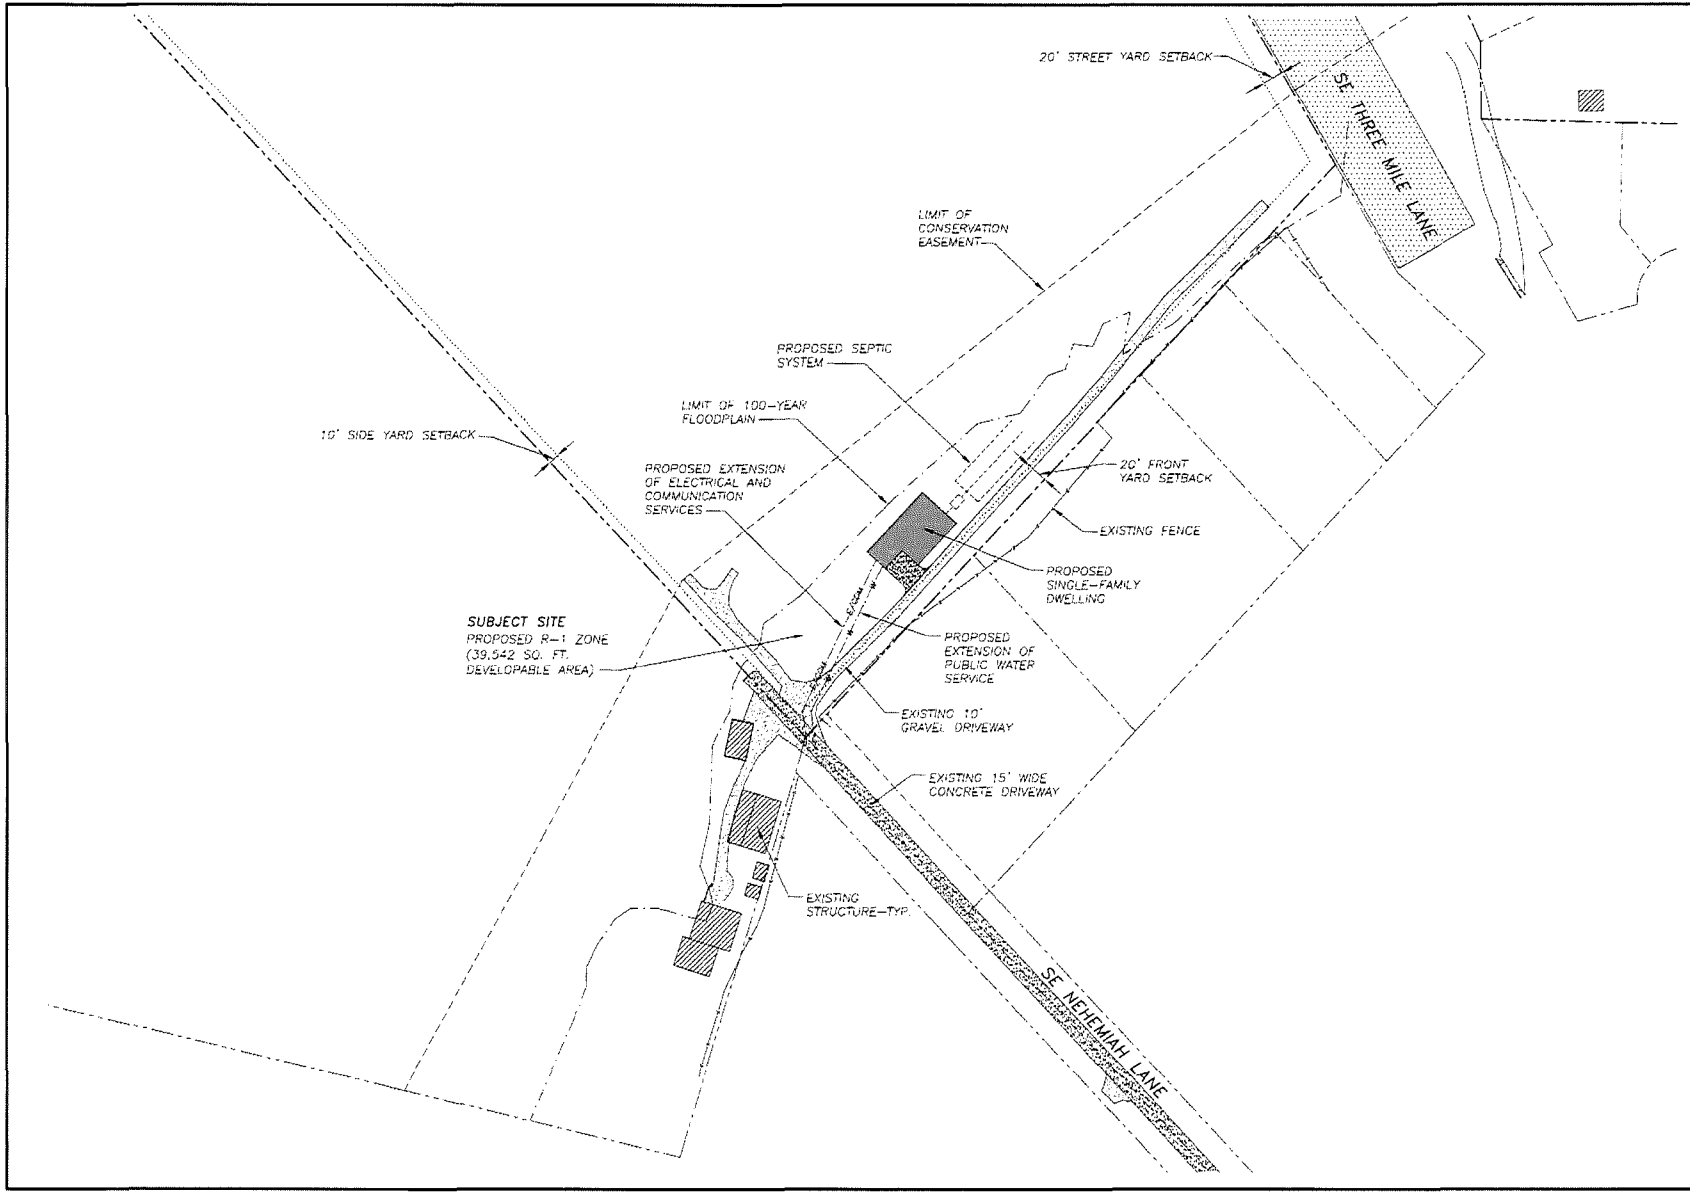 20' STREET YARD SETBACK
SE THREE MILE LANE
LIMIT OF
CONSERVATION
EASEMENT
PROPOSED SEPTIC
SYSTEM
LIMIT OF 100-YEAR
FLOODPLAIN
10' SIDE YARD SETBACK
PROPOSED EXTENSION
OF ELECTRICAL AND
COMMUNICATION
SERVICES
20' FRONT
YARD SETBACK
EXISTING FENCE
PROPOSED
SINGLE-FAMILY
DWELLING
E/COM
W
W
SUBJECT SITE
PROPOSED R-1 ZONE
(39,542 SQ. FT.
DEVELOPABLE AREA)
PROPOSED
EXTENSION OF
PUBLIC WATER
SERVICE
EXISTING 10'
GRAVEL DRIVEWAY
EXISTING 15' WIDE
CONCRETE DRIVEWAY
EXISTING
STRUCTURE-TYP.
SE NEHEMIAH LANE